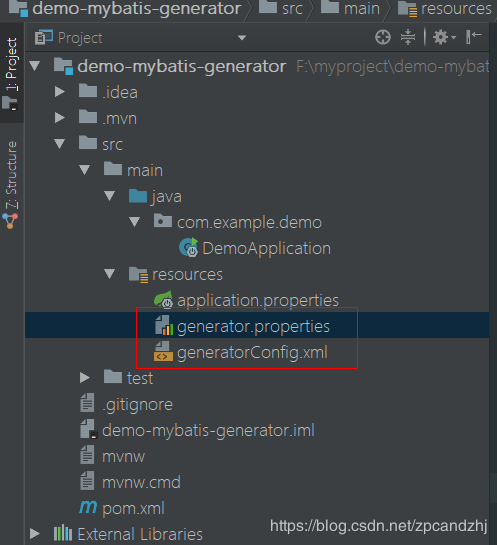 demo-mybatis-generator src main resources
Project
1: Project
Z: Structure
demo-mybatis-generator F:\myproject\demo-mybat
.idea
.mvn
src
main
java
com.example.demo
DemoApplication
resources
application.properties
generator.properties
generatorConfig.xml
test
.gitignore
demo-mybatis-generator.iml
mvnw
mvnw.cmd
pom.xml
External Libraries
https://blog.csdn.net/zpcandzhj